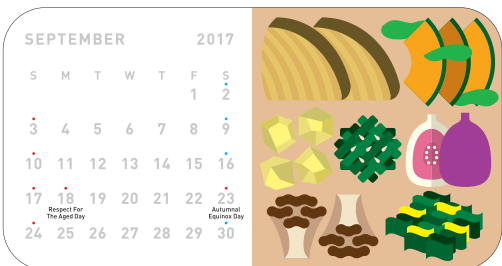 SEPTEMBER 2017
S M T W T F S
1 2
3 4 5 6 7 8 9
10 11 12 13 14 15 16
17 18 19 20 21 22 23
Respect For Autumnal
The Aged Day Equinox Day
24 25 26 27 28 29 30